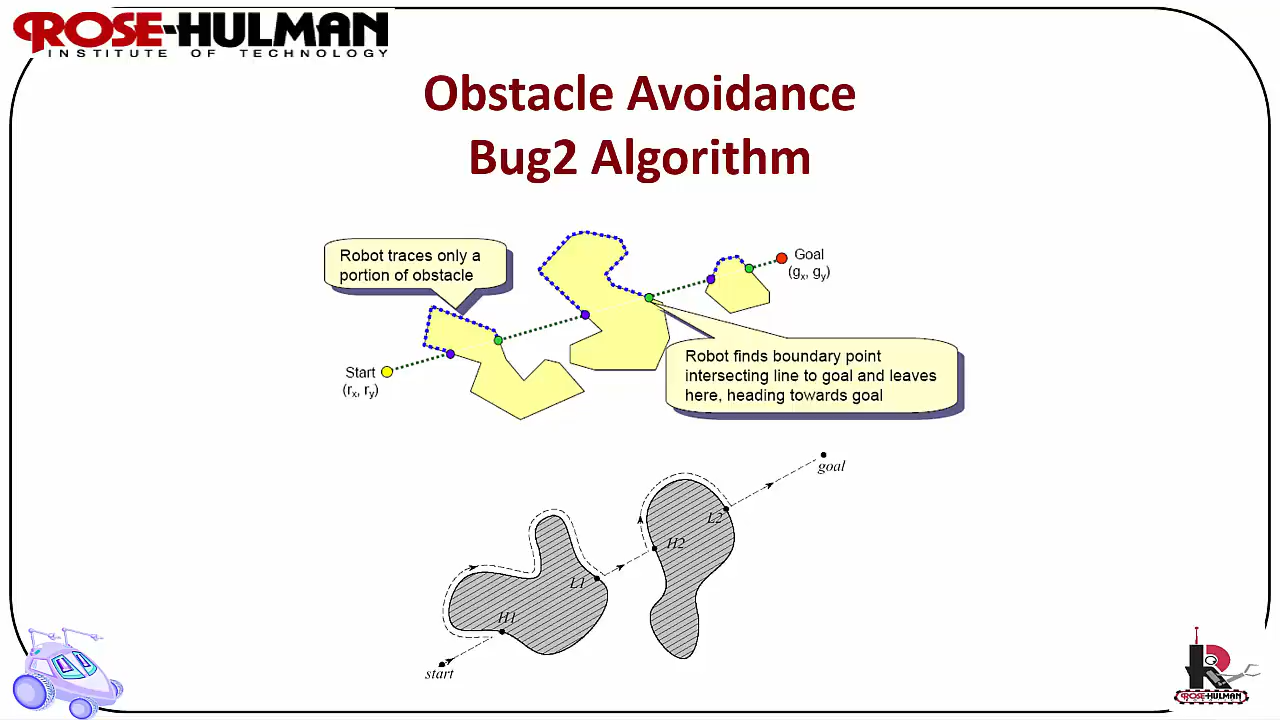 ROSE-HULMAN
INSTITUTE OF TECHNOLOGY
Obstacle Avoidance
Bug2 Algorithm
Robot traces only a
portion of obstacle
Goal
(gx, gy)
Start
(rx, ry)
Robot finds boundary point
intersecting line to goal and leaves
here, heading towards goal
goal
L2
H2
L1
H1
start
R
ROSE-HULMAN